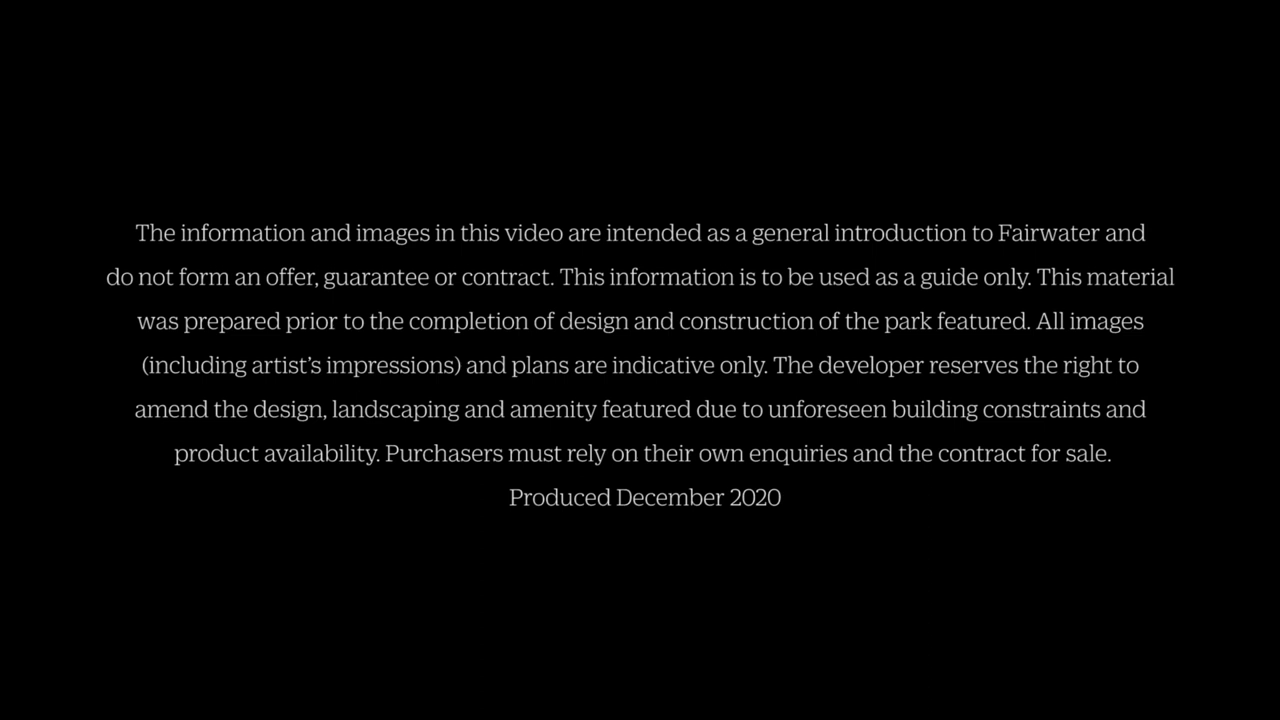 The information and images in this video are intended as a general introduction to Fairwater and
do not form an offer, guarantee or contract. This information is to be used as a guide only. This material
was prepared prior to the completion of design and construction of the park featured. All images
(including artist’s impressions) and plans are indicative only. The developer reserves the right to
amend the design, landscaping and amenity featured due to unforeseen building constraints and
product availability. Purchasers must rely on their own enquiries and the contract for sale.
Produced December 2020